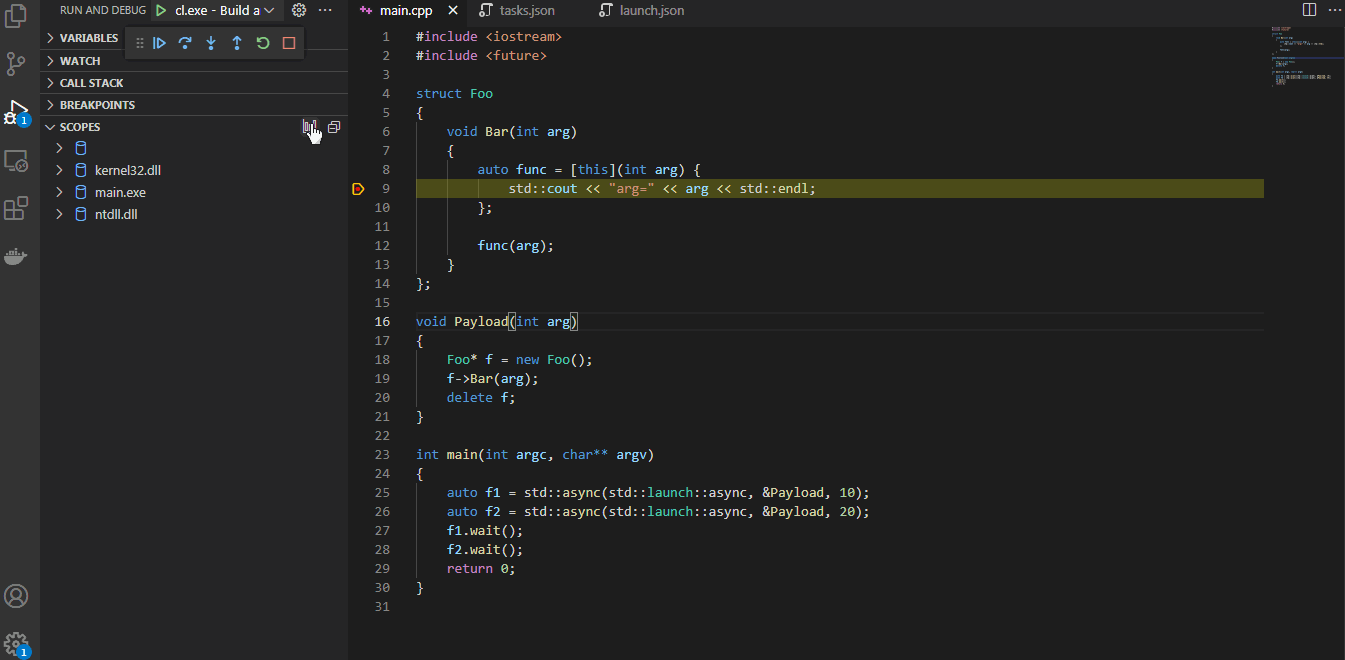 RUN AND DEBUG
cl.exe - Build a
VARIABLES
WATCH
CALL STACK
BREAKPOINTS
SCOPES
kernel32.dll
main.exe
ntdll.dll
1
1
main.cpp
tasks.json
launch.json
1 #include <iostream>
2 #include <future>
3
4 struct Foo
5 {
6     void Bar(int arg)
7     {
8         auto func = [this](int arg) {
9             std::cout << "arg=" << arg << std::endl;
10         };
11
12         func(arg);
13     }
14 };
15
16 void Payload(int arg)
17 {
18     Foo* f = new Foo();
19     f->Bar(arg);
20     delete f;
21 }
22
23 int main(int argc, char** argv)
24 {
25     auto f1 = std::async(std::launch::async, &Payload, 10);
26     auto f2 = std::async(std::launch::async, &Payload, 20);
27     f1.wait();
28     f2.wait();
29     return 0;
30 }
31